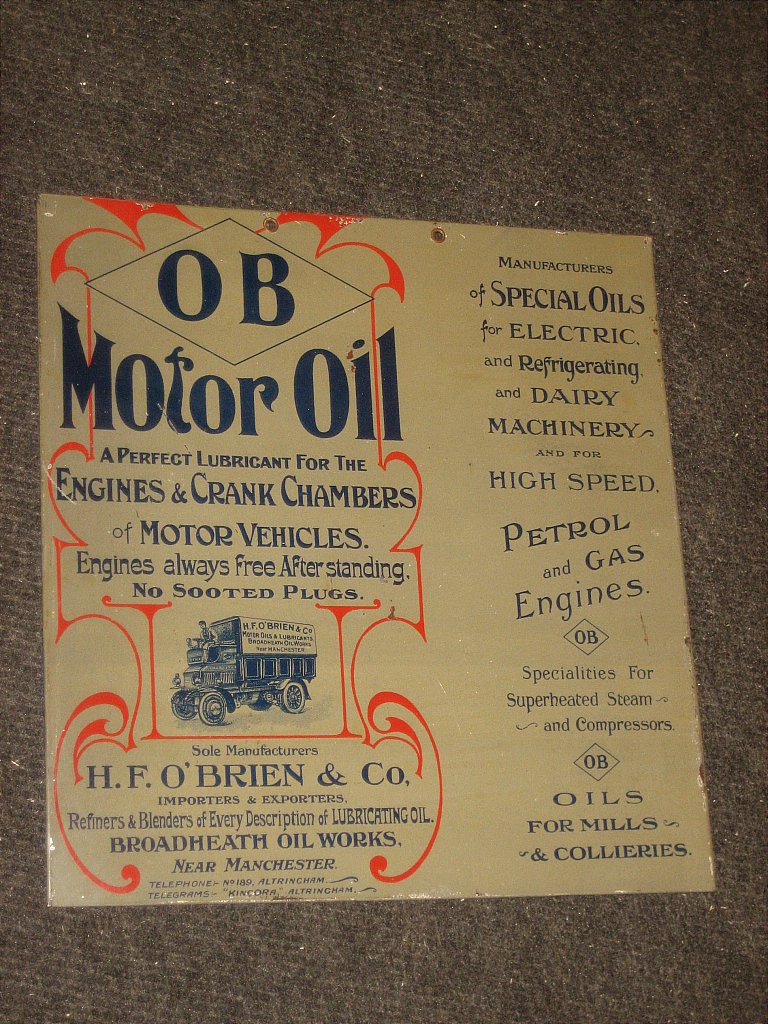 OB
Motor Oil
A PERFECT LUBRICANT FOR THE
ENGINES & CRANK CHAMBERS
of MOTOR VEHICLES.
Engines always free After standing.
NO SOOTED PLUGS.
H.F. O'BRIEN & Co
MOTOR OILS & LUBRICANTS
BROADHEATH OIL WORKS
Near MANCHESTER
Sole Manufacturers
H. F. O'BRIEN & Co,
IMPORTERS & EXPORTERS,
Refiners & Blenders of Every Description of LUBRICATING OIL.
BROADHEATH OIL WORKS,
NEAR MANCHESTER.
TELEPHONE:- No 189, ALTRINCHAM.
TELEGRAMS:- "KINCORA," ALTRINCHAM.
MANUFACTURERS
of SPECIAL OILS
for ELECTRIC,
and Refrigerating,
and DAIRY
MACHINERY
AND FOR
HIGH SPEED,
PETROL
and GAS
Engines.
OB
Specialities For
Superheated Steam
and Compressors.
OB
OILS
FOR MILLS
& COLLIERIES.